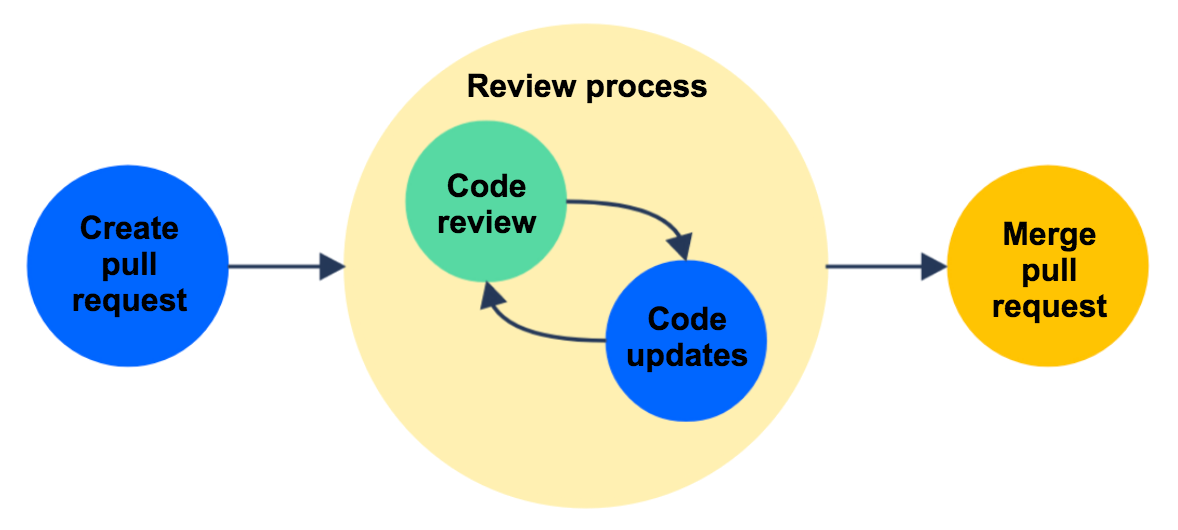 Review process
Create
pull
request
Code
review
Code
updates
Merge
pull
request